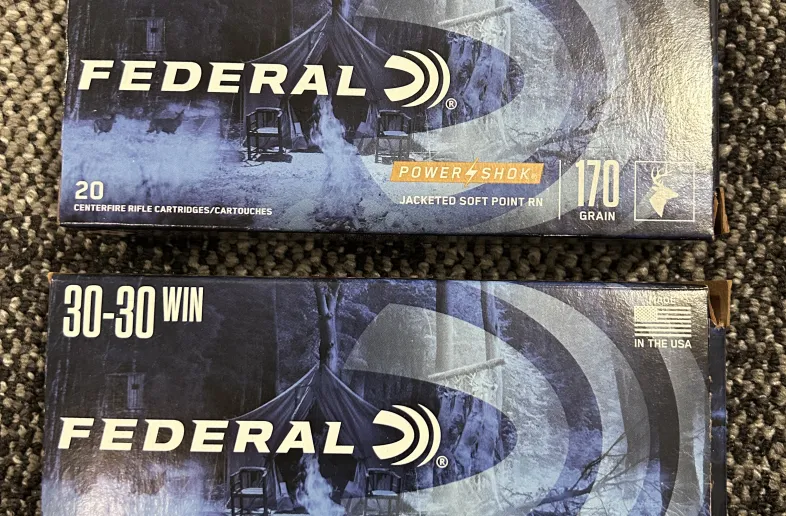 FEDERAL®
20
CENTERFIRE RIFLE CARTRIDGES/CARTOUCHES
POWER SHOK
JACKETED SOFT POINT RN
170
GRAIN
30-30 WIN
MADE
IN THE USA
FEDERAL®